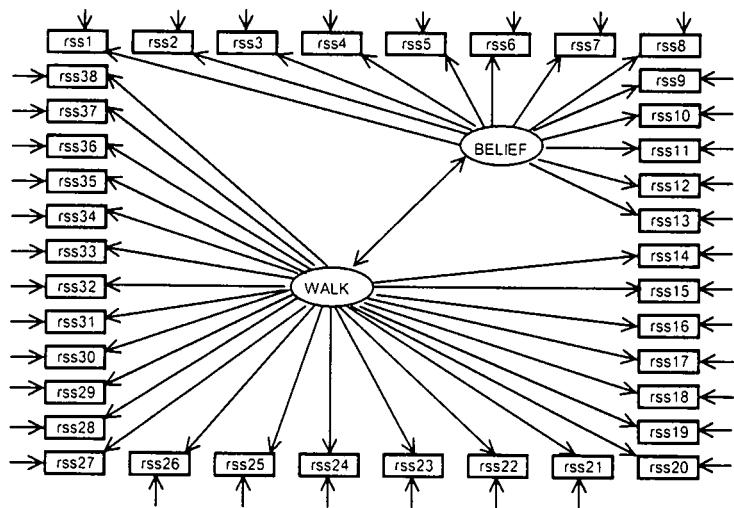 rss1 rss2 rss3 rss4 rss5 rss6 rss7 rss8
rss38 rss9
rss37 rss10
rss36 BELIEF rss11
rss35 rss12
rss34 rss13
rss33 rss14
rss32 WALK rss15
rss31 rss16
rss30 rss17
rss29 rss18
rss28 rss19
rss27 rss26 rss25 rss24 rss23 rss22 rss21 rss20